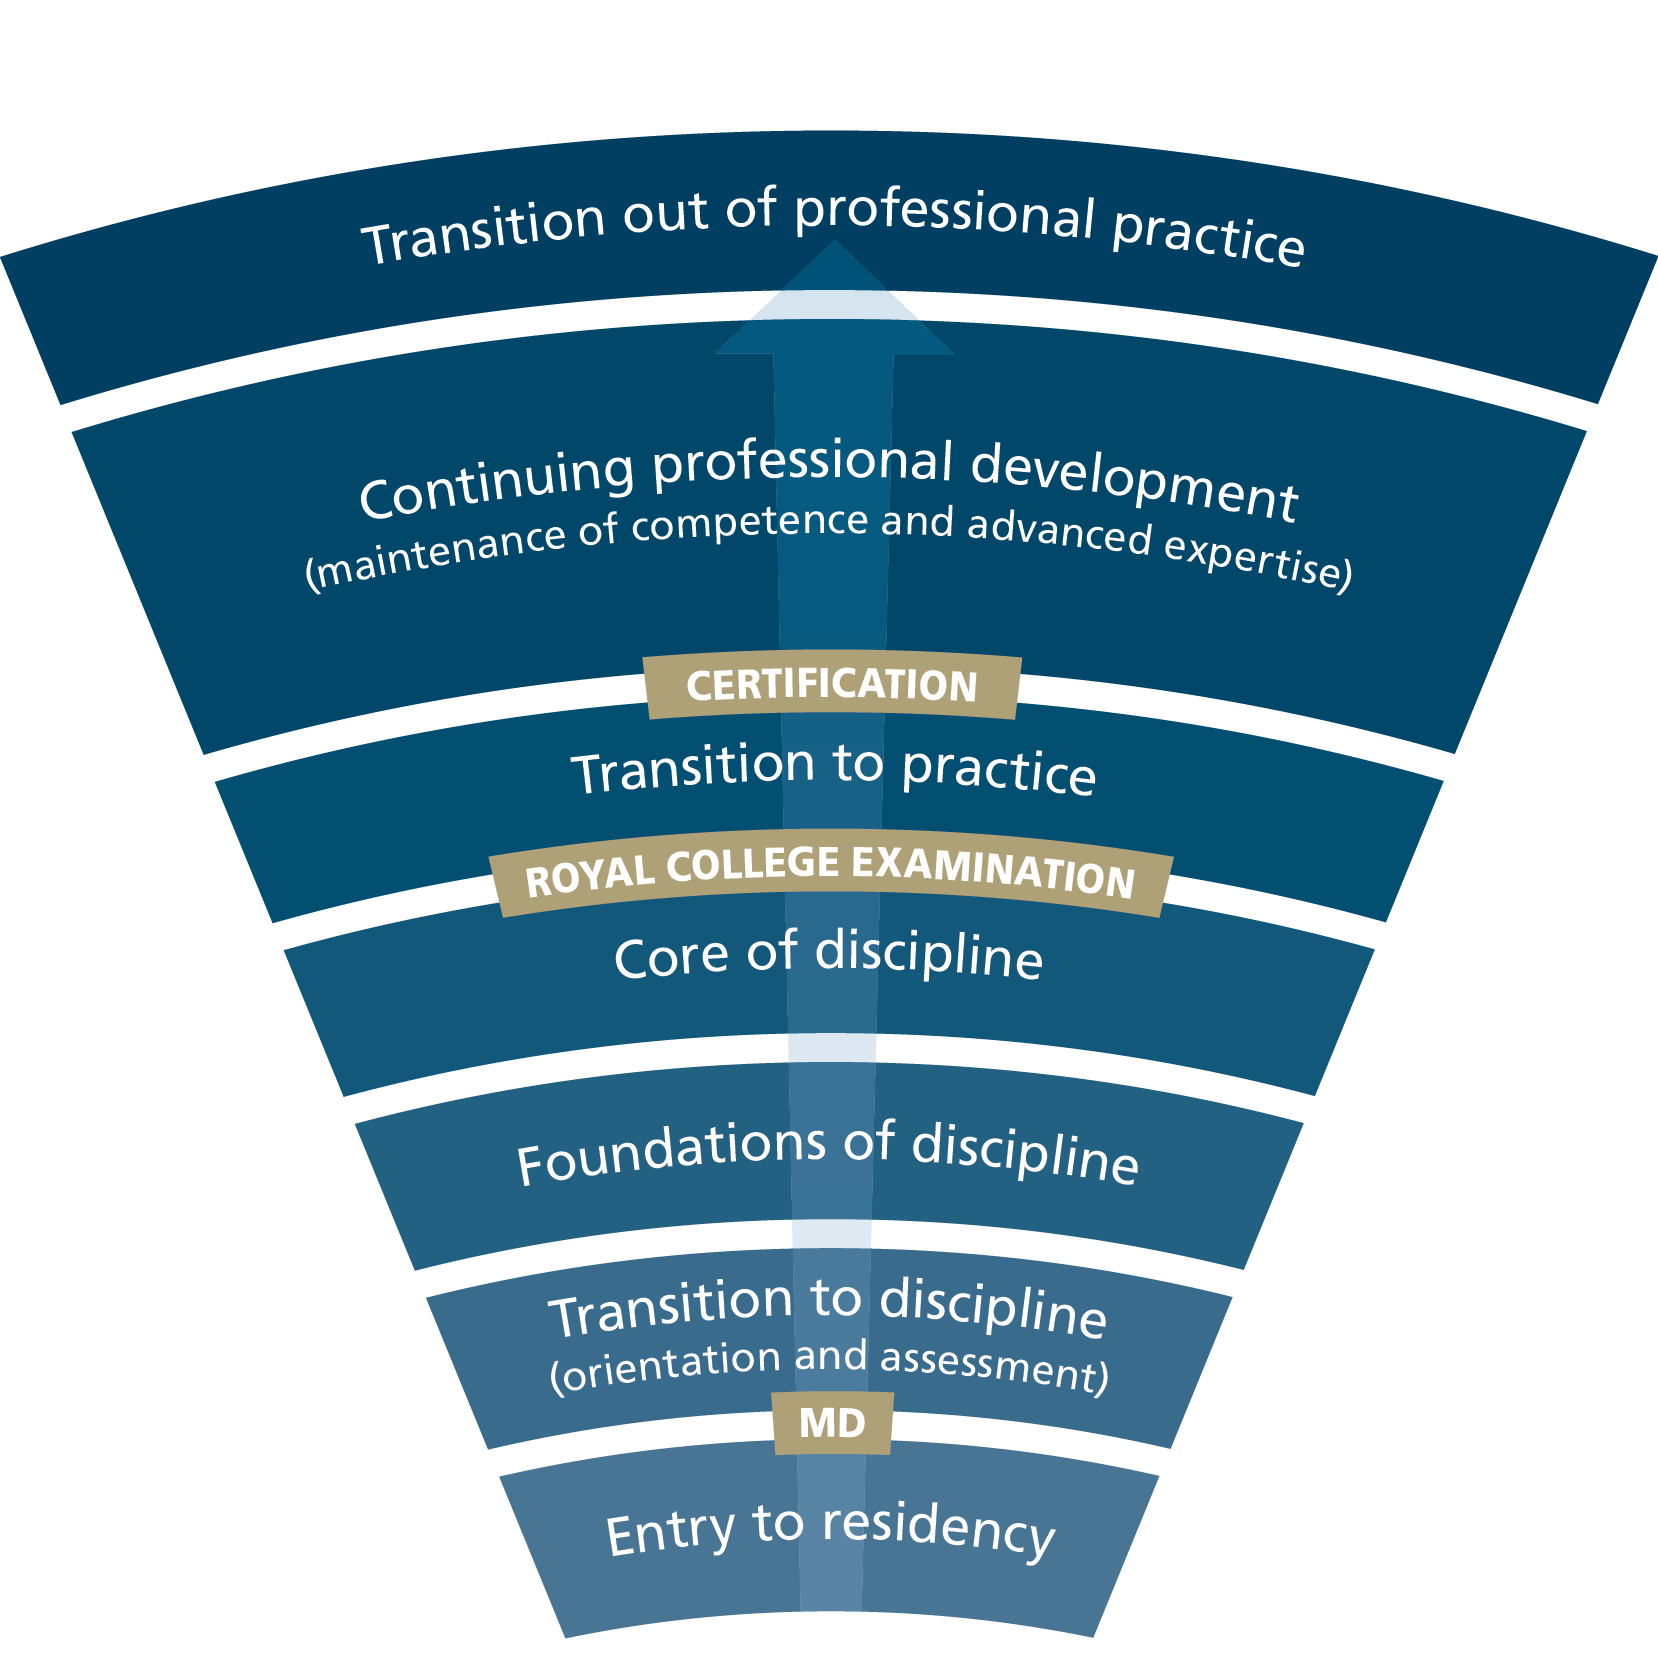 Transition out of professional practice
Continuing professional development
(maintenance of competence and advanced expertise)
CERTIFICATION
Transition to practice
ROYAL COLLEGE EXAMINATION
Core of discipline
Foundations of discipline
Transition to discipline
(orientation and assessment)
MD
Entry to residency